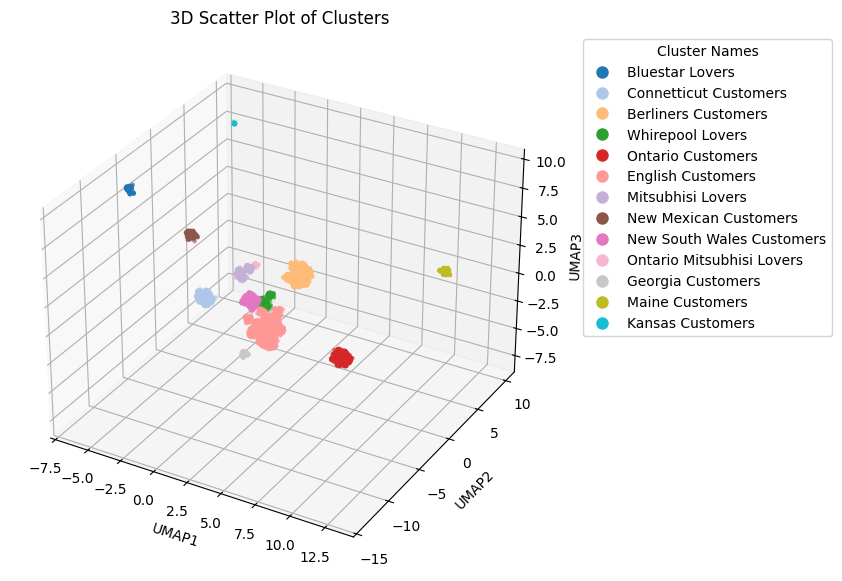 3D Scatter Plot of Clusters
Cluster Names
Bluestar Lovers
Connetticut Customers
Berliners Customers
Whirepool Lovers
Ontario Customers
English Customers
Mitsubhisi Lovers
New Mexican Customers
New South Wales Customers
Ontario Mitsubhisi Lovers
Georgia Customers
Maine Customers
Kansas Customers
10.0
7.5
5.0
2.5
0.0
−2.5
−5.0
−7.5
UMAP3
10
5
0
−5
−10
−15
UMAP2
−7.5
−5.0
−2.5
0.0
2.5
5.0
7.5
10.0
12.5
UMAP1